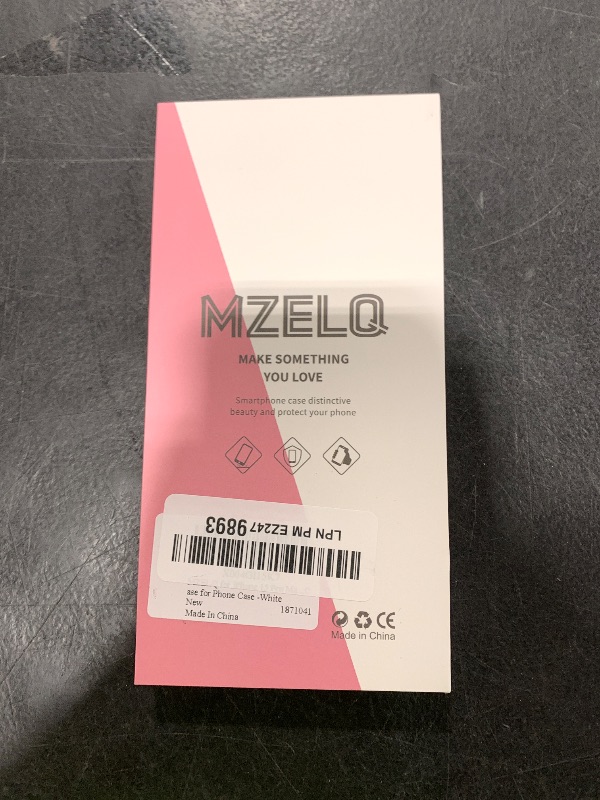 MZELQ
MAKE SOMETHING
YOU LOVE
Smartphone case distinctive
beauty and protect your phone
LPN PM EZ247 9893
ase for Phone Case -White
New 1871041
Made In China
CE
Made in China